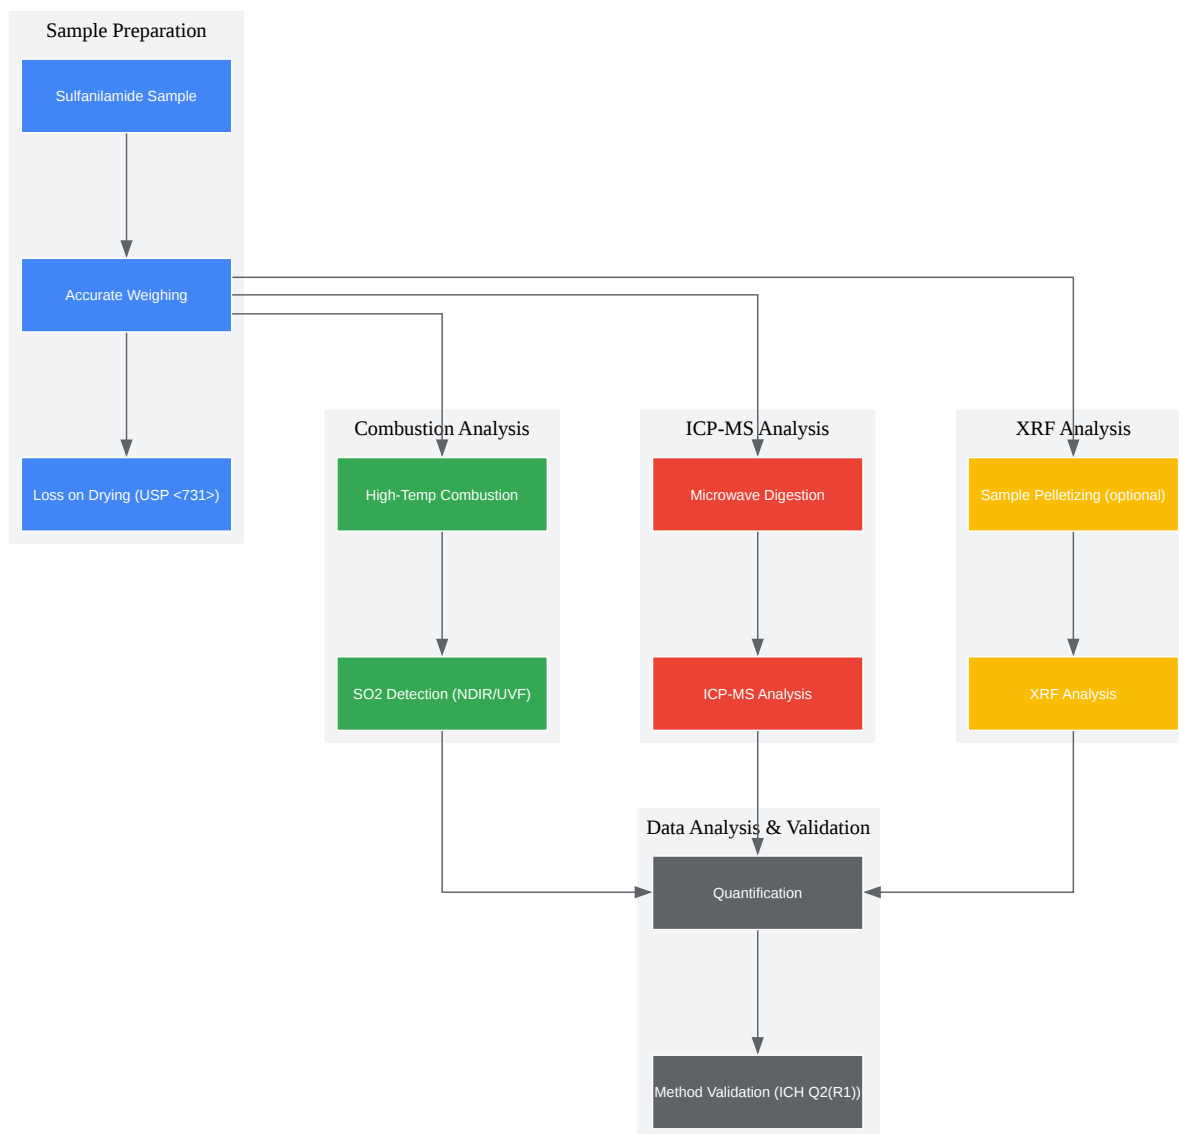 Sample Preparation
Sulfanilamide Sample
Accurate Weighing
Loss on Drying (USP <731>)
Combustion Analysis
High-Temp Combustion
SO2 Detection (NDIR/UVF)
ICP-MS Analysis
Microwave Digestion
ICP-MS Analysis
XRF Analysis
Sample Pelletizing (optional)
XRF Analysis
Data Analysis & Validation
Quantification
Method Validation (ICH Q2(R1))